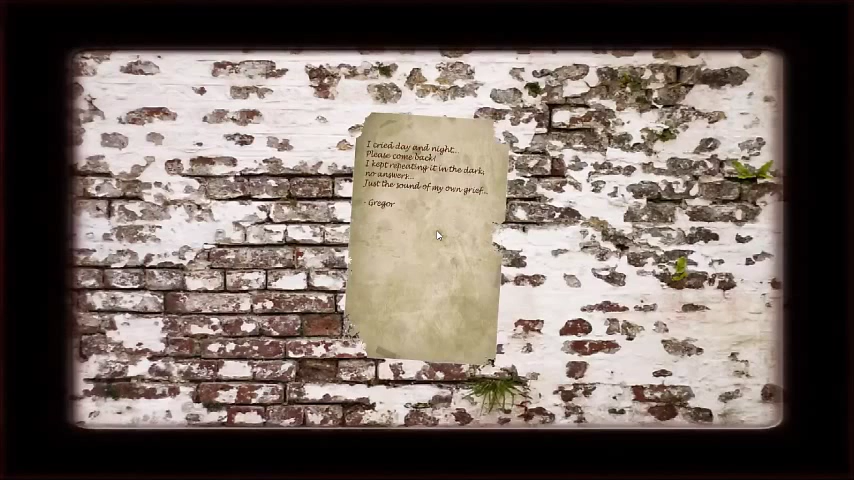 I cried day and night...
Please come back!
I kept repeating it in the dark,
no answers...
Just the sound of my own grief...
- Gregor